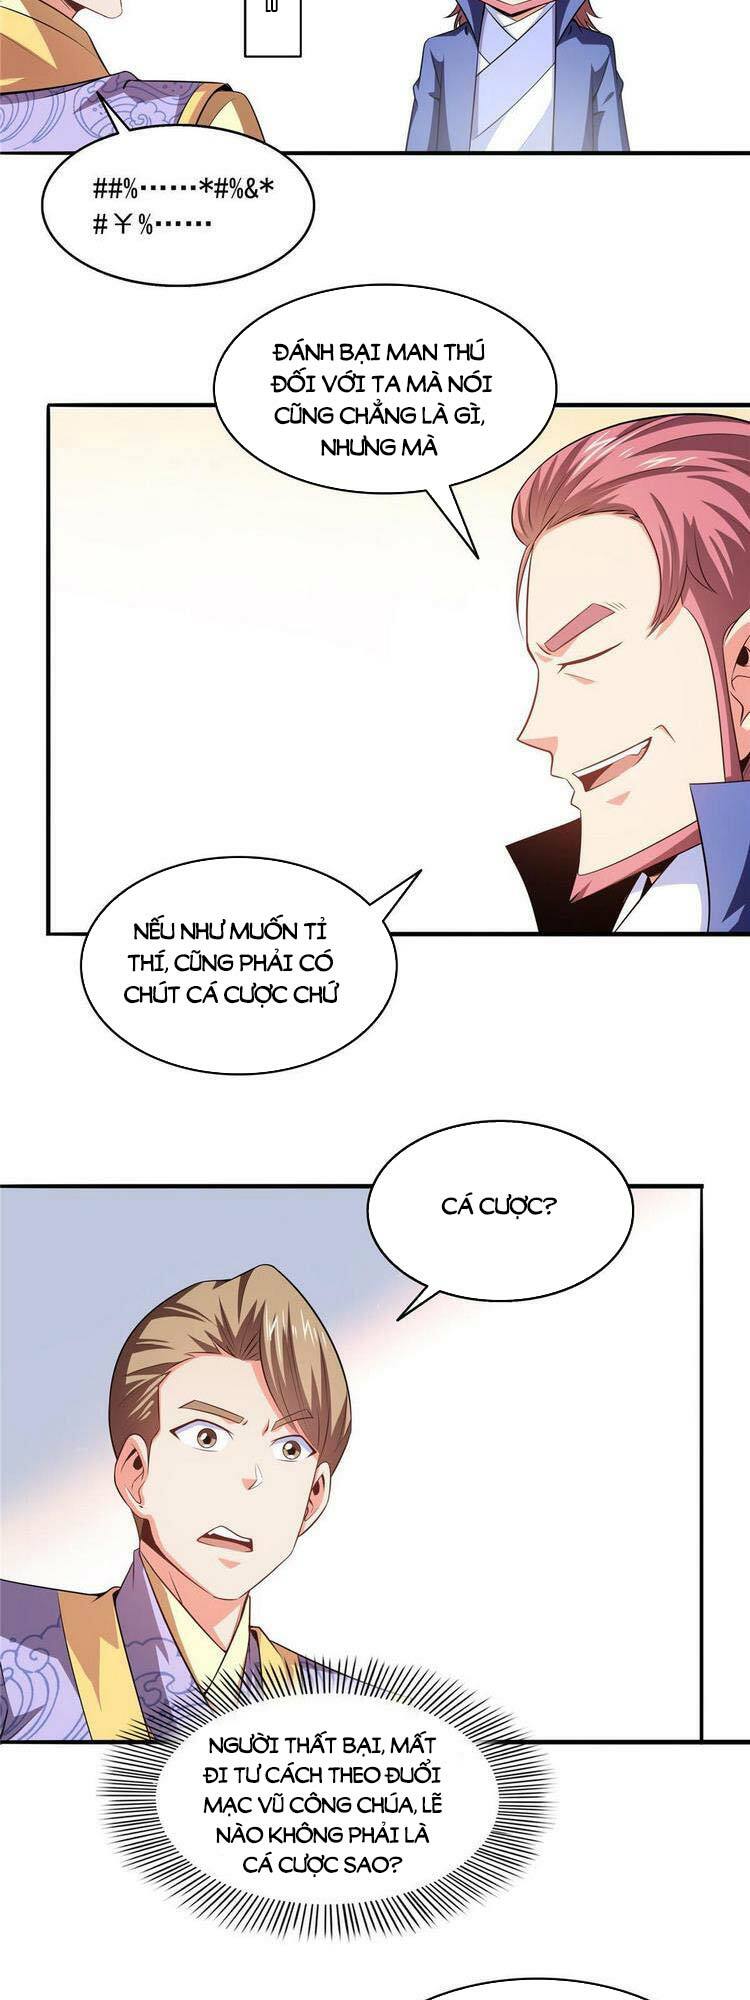 ##%······*#%&*
#￥%······
ĐÁNH BẠI MAN THÚ
ĐỐI VỚI TA MÀ NÓI
CŨNG CHẲNG LÀ GÌ,
NHƯNG MÀ
NẾU NHƯ MUỐN TỈ
THÍ, CŨNG PHẢI CÓ
CHÚT CÁ CƯỢC CHỨ
CÁ CƯỢC?
NGƯỜI THẤT BẠI, MẤT
ĐI TƯ CÁCH THEO ĐUỔI
MẠC VŨ CÔNG CHÚA, LẼ
NÀO KHÔNG PHẢI LÀ
CÁ CƯỢC SAO?